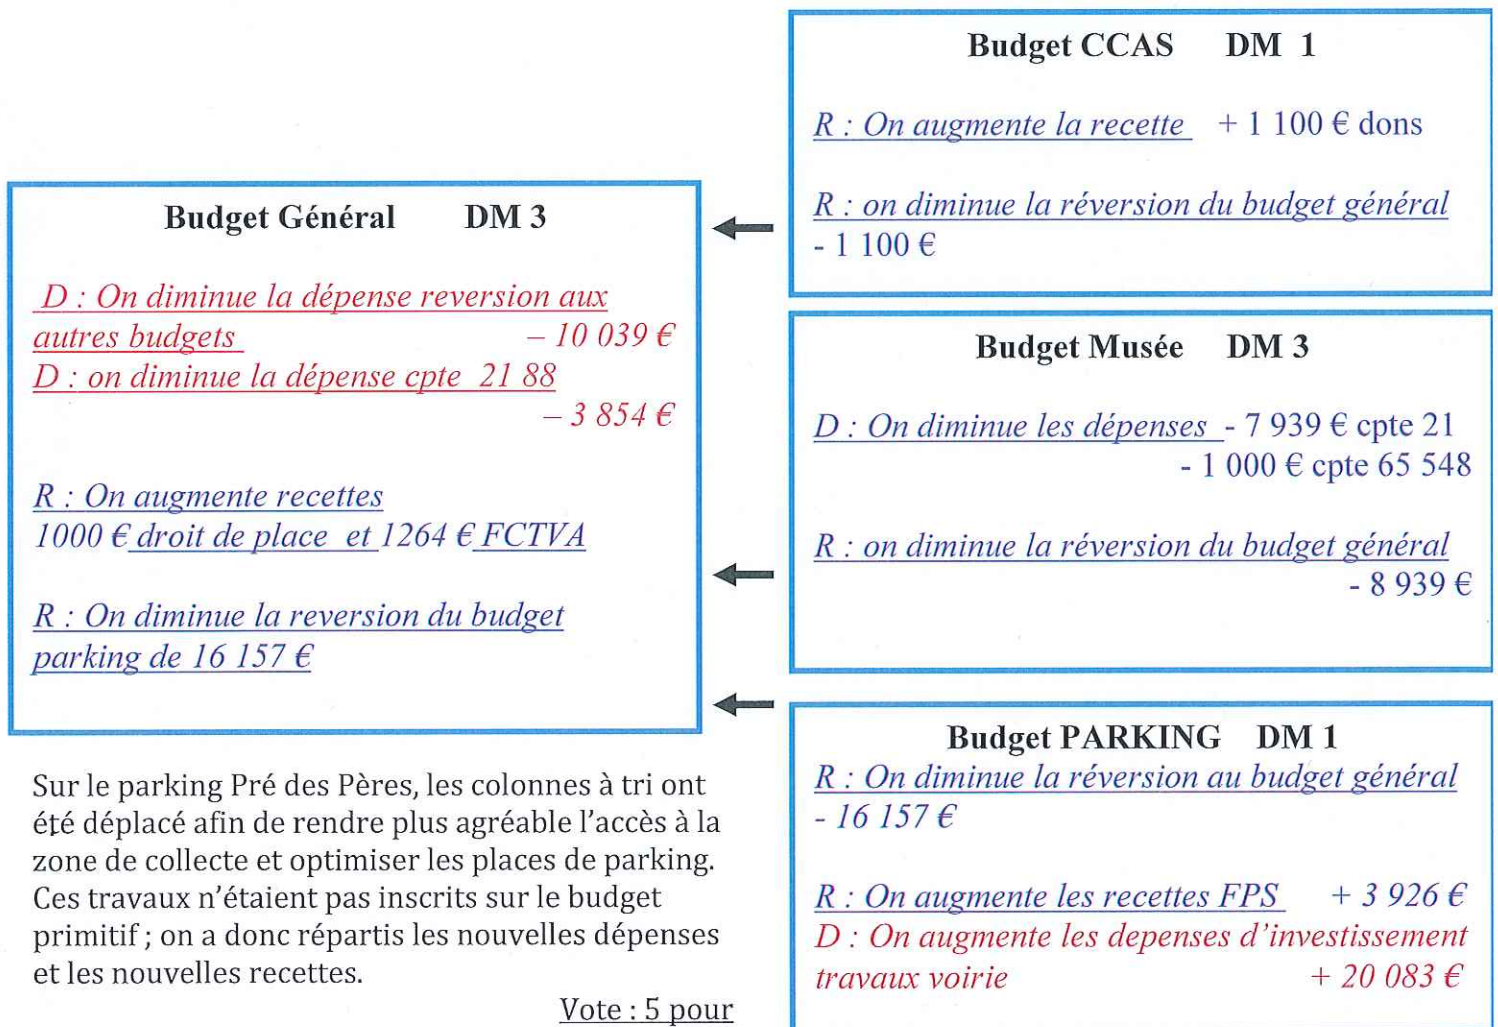 Budget CCAS DM 1
R : On augmente la recette + 1 100 € dons
R : on diminue la réversion du budget général
- 1 100 €
Budget Général DM 3
D : On diminue la dépense reversion aux
autres budgets – 10 039 €
D : on diminue la dépense cpte 21 88
– 3 854 €
R : On augmente recettes
1000 € droit de place et 1264 € FCTVA
R : On diminue la reversion du budget
parking de 16 157 €
Budget Musée DM 3
D : On diminue les dépenses - 7 939 € cpte 21
- 1 000 € cpte 65 548
R : on diminue la réversion du budget général
- 8 939 €
Budget PARKING DM 1
R : On diminue la réversion au budget général
- 16 157 €
R : On augmente les recettes FPS + 3 926 €
D : On augmente les depenses d'investissement
travaux voirie + 20 083 €
Sur le parking Pré des Pères, les colonnes à tri ont
été déplacé afin de rendre plus agréable l'accès à la
zone de collecte et optimiser les places de parking.
Ces travaux n'étaient pas inscrits sur le budget
primitif ; on a donc répartis les nouvelles dépenses
et les nouvelles recettes.
Vote : 5 pour